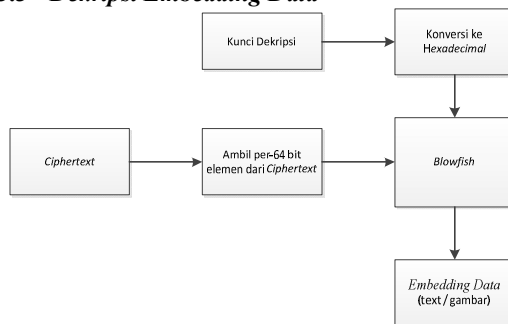 Dekripsi Embedding Data
Kunci Dekripsi
Konversi ke
Hexadecimal
Ciphertext
Ambil per-64 bit
elemen dari Ciphertext
Blowfish
Embedding Data
(text / gambar)